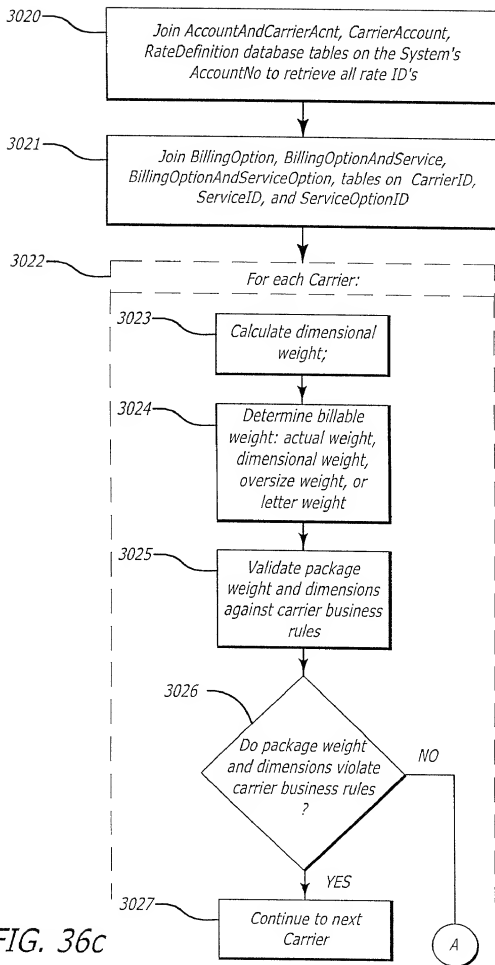 3020
Join AccountAndCarrierAcnt, CarrierAccount,
RateDefinition database tables on the System's
AccountNo to retrieve all rate ID's
3021
Join BillingOption, BillingOptionAndService,
BillingOptionAndServiceOption, tables on CarrierID,
ServiceID, and ServiceOptionID
3022
For each Carrier:
3023
Calculate dimensional
weight;
3024
Determine billable
weight: actual weight,
dimensional weight,
oversize weight, or
letter weight
3025
Validate package
weight and dimensions
against carrier business
rules
3026
Do package weight
and dimensions violate
carrier business rules
?
NO
YES
3027
Continue to next
Carrier
A
FIG. 36c